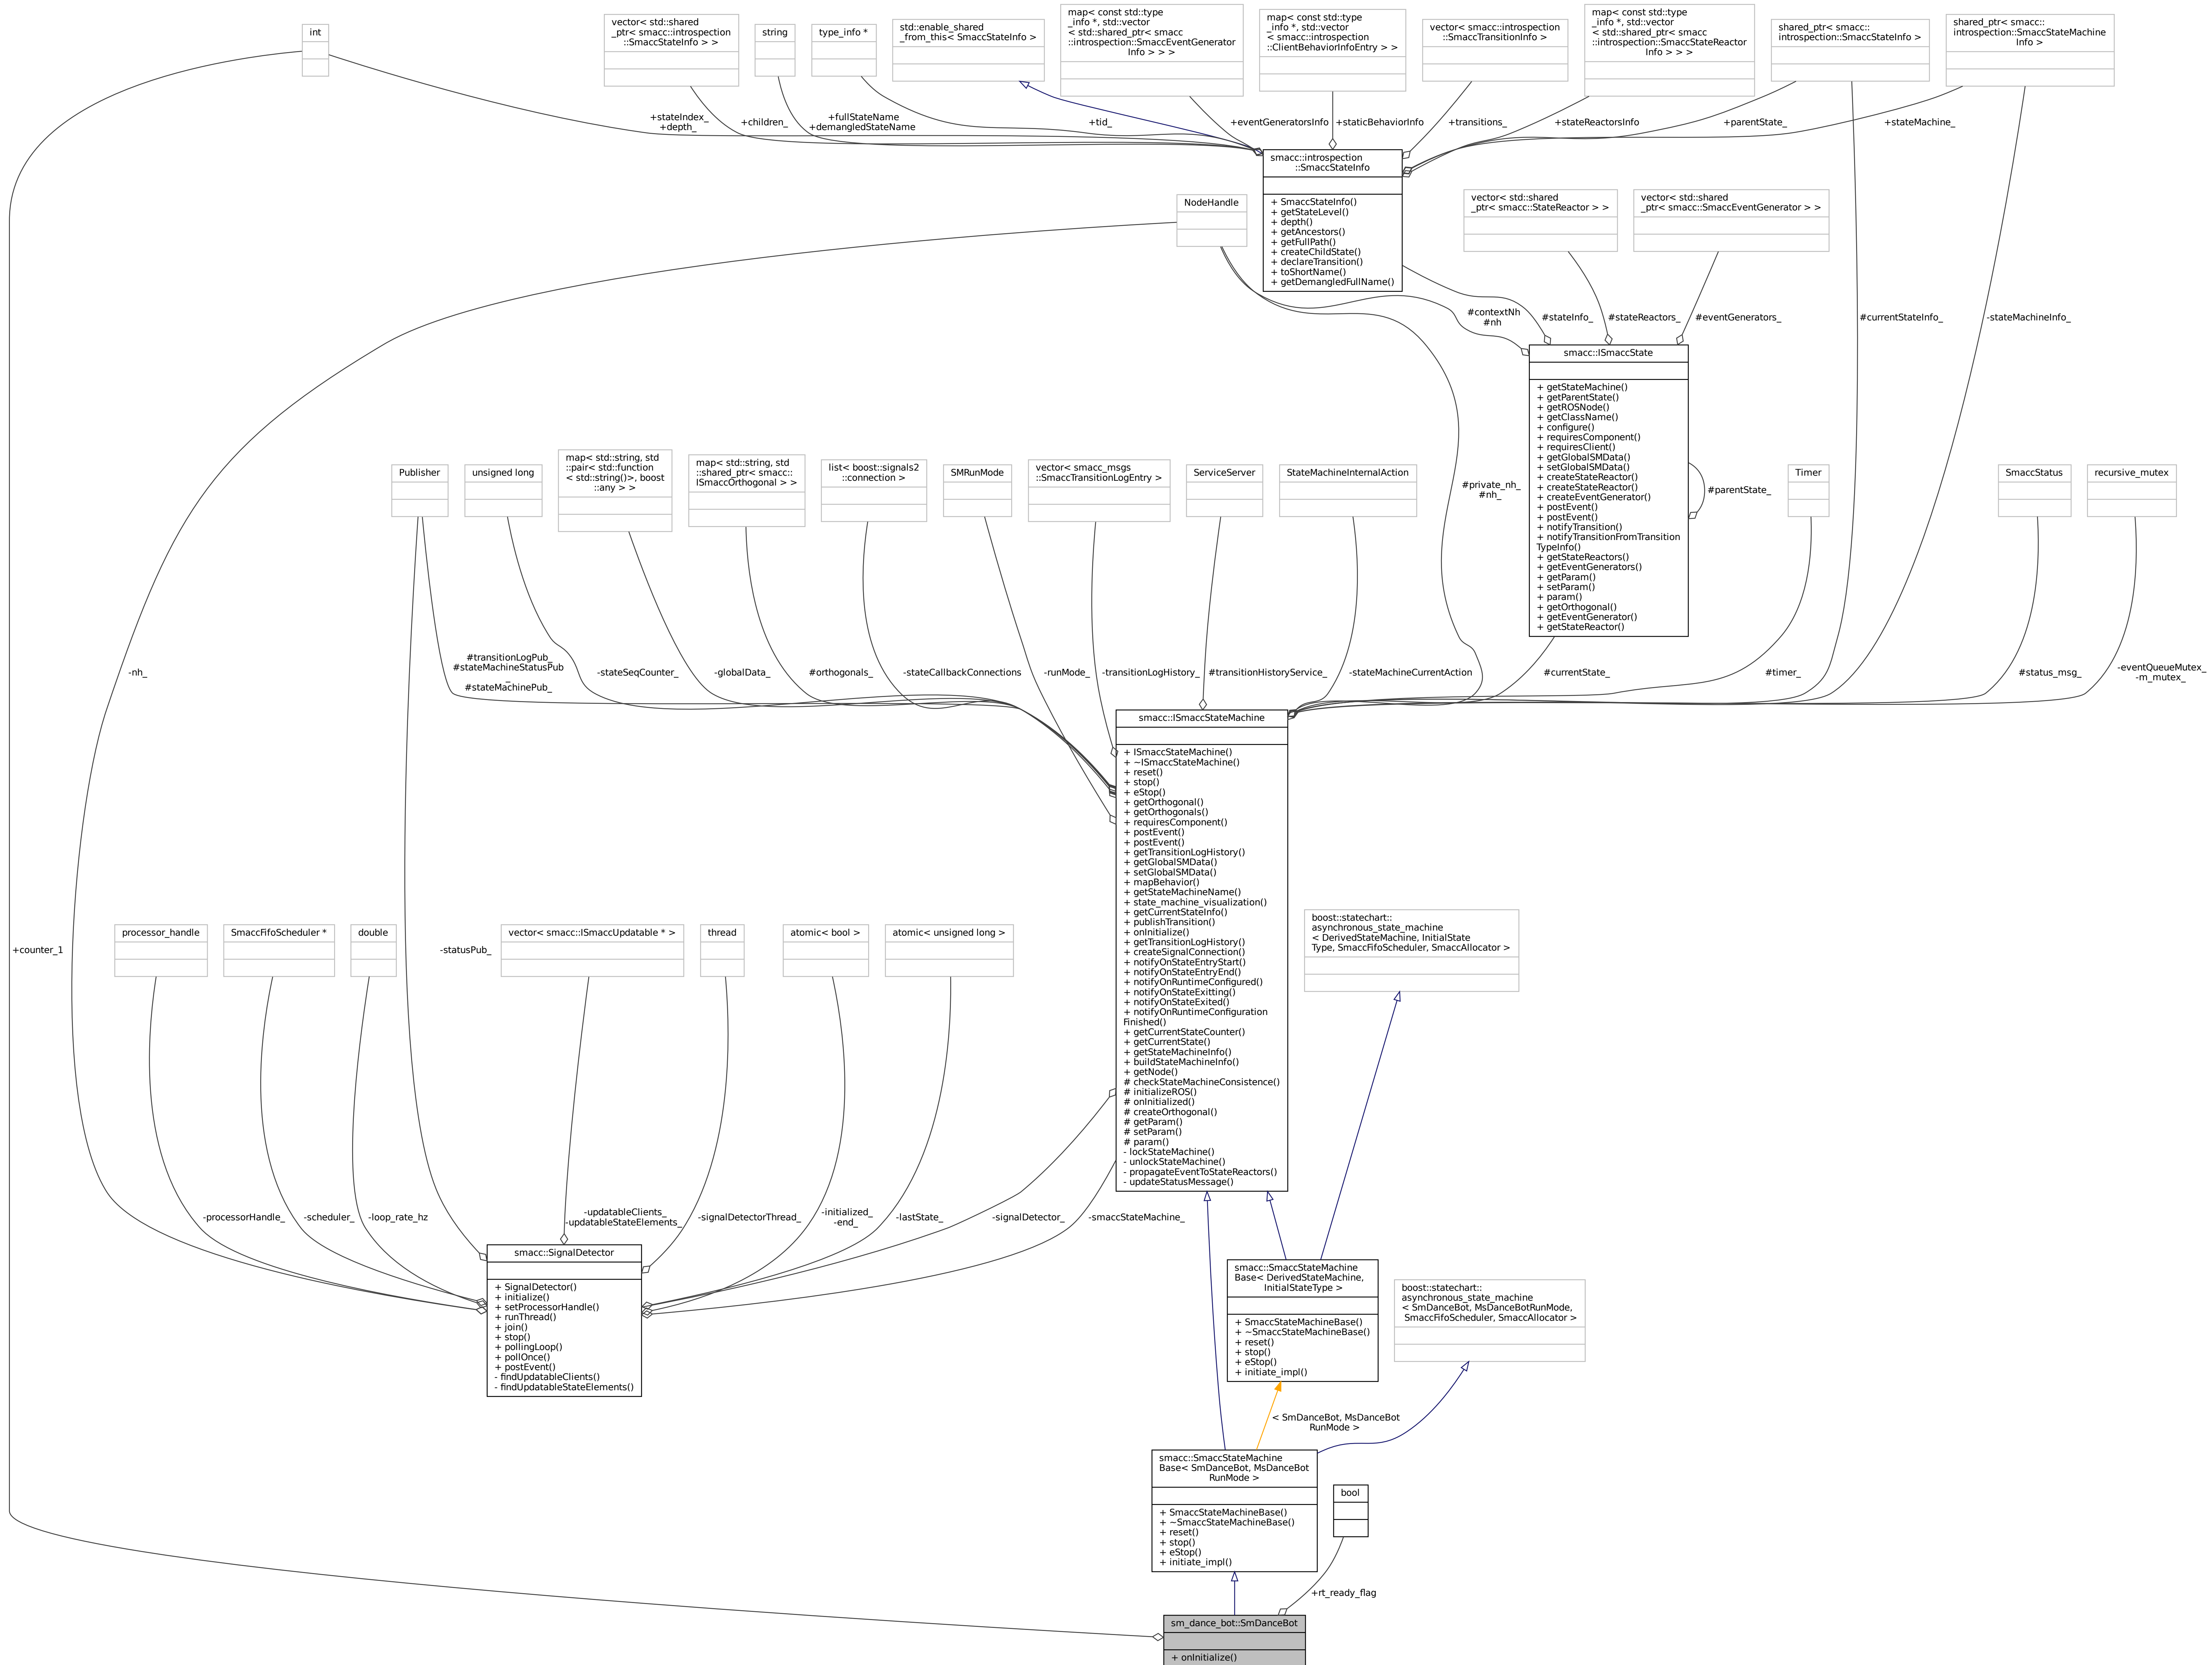 int
vector< std::shared
_ptr< smacc::introspection
::SmaccStateInfo > >
string
type_info *
std::enable_shared
_from_this< SmaccStateInfo >
map< const std::type
_info *, std::vector
< std::shared_ptr< smacc
::introspection::SmaccEventGenerator
Info > > >
map< const std::type
_info *, std::vector
< smacc::introspection
::ClientBehaviorInfoEntry > >
vector< smacc::introspection
::SmaccTransitionInfo >
map< const std::type
_info *, std::vector
< std::shared_ptr< smacc
::introspection::SmaccStateReactor
Info > > >
shared_ptr< smacc::
introspection::SmaccStateInfo >
shared_ptr< smacc::
introspection::SmaccStateMachine
Info >
+stateIndex_
+depth_
+children_
+fullStateName
+demangledStateName
+tid_
+eventGeneratorsInfo
+staticBehaviorInfo
+transitions_
+stateReactorsInfo
+parentState_
+stateMachine_
smacc::introspection
::SmaccStateInfo
+ SmaccStateInfo()
+ getStateLevel()
+ depth()
+ getAncestors()
+ getFullPath()
+ createChildState()
+ declareTransition()
+ toShortName()
+ getDemangledFullName()
NodeHandle
vector< std::shared
_ptr< smacc::StateReactor > >
vector< std::shared
_ptr< smacc::SmaccEventGenerator > >
#contextNh
#nh
#stateInfo_
#stateReactors_
#eventGenerators_
#currentStateInfo_
-stateMachineInfo_
smacc::ISmaccState
+ getStateMachine()
+ getParentState()
+ getROSNode()
+ getClassName()
+ configure()
+ requiresComponent()
+ requiresClient()
+ getGlobalSMData()
+ setGlobalSMData()
+ createStateReactor()
+ createStateReactor()
+ createEventGenerator()
+ postEvent()
+ postEvent()
+ notifyTransition()
+ notifyTransitionFromTransition
TypeInfo()
+ getStateReactors()
+ getEventGenerators()
+ getParam()
+ setParam()
+ param()
+ getOrthogonal()
+ getEventGenerator()
+ getStateReactor()
#parentState_
Publisher
unsigned long
map< std::string, std
::pair< std::function
< std::string()>, boost
::any > >
map< std::string, std
::shared_ptr< smacc::
ISmaccOrthogonal > >
list< boost::signals2
::connection >
SMRunMode
vector< smacc_msgs
::SmaccTransitionLogEntry >
ServiceServer
StateMachineInternalAction
#private_nh_
#nh_
Timer
SmaccStatus
recursive_mutex
-nh_
#transitionLogPub_
#stateMachineStatusPub
_
#stateMachinePub_
-stateSeqCounter_
-globalData_
#orthogonals_
-stateCallbackConnections
-runMode_
-transitionLogHistory_
#transitionHistoryService_
-stateMachineCurrentAction
#currentState_
#timer_
#status_msg_
-eventQueueMutex_
-m_mutex_
smacc::ISmaccStateMachine
+ ISmaccStateMachine()
+ ~ISmaccStateMachine()
+ reset()
+ stop()
+ eStop()
+ getOrthogonal()
+ getOrthogonals()
+ requiresComponent()
+ postEvent()
+ postEvent()
+ getTransitionLogHistory()
+ getGlobalSMData()
+ setGlobalSMData()
+ mapBehavior()
+ getStateMachineName()
+ state_machine_visualization()
+ getCurrentStateInfo()
+ publishTransition()
+ onInitialize()
+ getTransitionLogHistory()
+ createSignalConnection()
+ notifyOnStateEntryStart()
+ notifyOnStateEntryEnd()
+ notifyOnRuntimeConfigured()
+ notifyOnStateExitting()
+ notifyOnStateExited()
+ notifyOnRuntimeConfiguration
Finished()
+ getCurrentStateCounter()
+ getCurrentState()
+ getStateMachineInfo()
+ buildStateMachineInfo()
+ getNode()
# checkStateMachineConsistence()
# initializeROS()
# onInitialized()
# createOrthogonal()
# getParam()
# setParam()
# param()
- lockStateMachine()
- unlockStateMachine()
- propagateEventToStateReactors()
- updateStatusMessage()
+counter_1
processor_handle
SmaccFifoScheduler *
double
-statusPub_
vector< smacc::ISmaccUpdatable * >
thread
atomic< bool >
atomic< unsigned long >
boost::statechart::
asynchronous_state_machine
< DerivedStateMachine, InitialState
Type, SmaccFifoScheduler, SmaccAllocator >
-processorHandle_
-scheduler_
-loop_rate_hz
-updatableClients_
-updatableStateElements_
-signalDetectorThread_
-initialized_
-end_
-lastState_
-signalDetector_
-smaccStateMachine_
smacc::SignalDetector
+ SignalDetector()
+ initialize()
+ setProcessorHandle()
+ runThread()
+ join()
+ stop()
+ pollingLoop()
+ pollOnce()
+ postEvent()
- findUpdatableClients()
- findUpdatableStateElements()
smacc::SmaccStateMachine
Base< DerivedStateMachine,
InitialStateType >
+ SmaccStateMachineBase()
+ ~SmaccStateMachineBase()
+ reset()
+ stop()
+ eStop()
+ initiate_impl()
boost::statechart::
asynchronous_state_machine
< SmDanceBot, MsDanceBotRunMode,
SmaccFifoScheduler, SmaccAllocator >
< SmDanceBot, MsDanceBot
RunMode >
smacc::SmaccStateMachine
Base< SmDanceBot, MsDanceBot
RunMode >
+ SmaccStateMachineBase()
+ ~SmaccStateMachineBase()
+ reset()
+ stop()
+ eStop()
+ initiate_impl()
bool
+rt_ready_flag
sm_dance_bot::SmDanceBot
+ onInitialize()